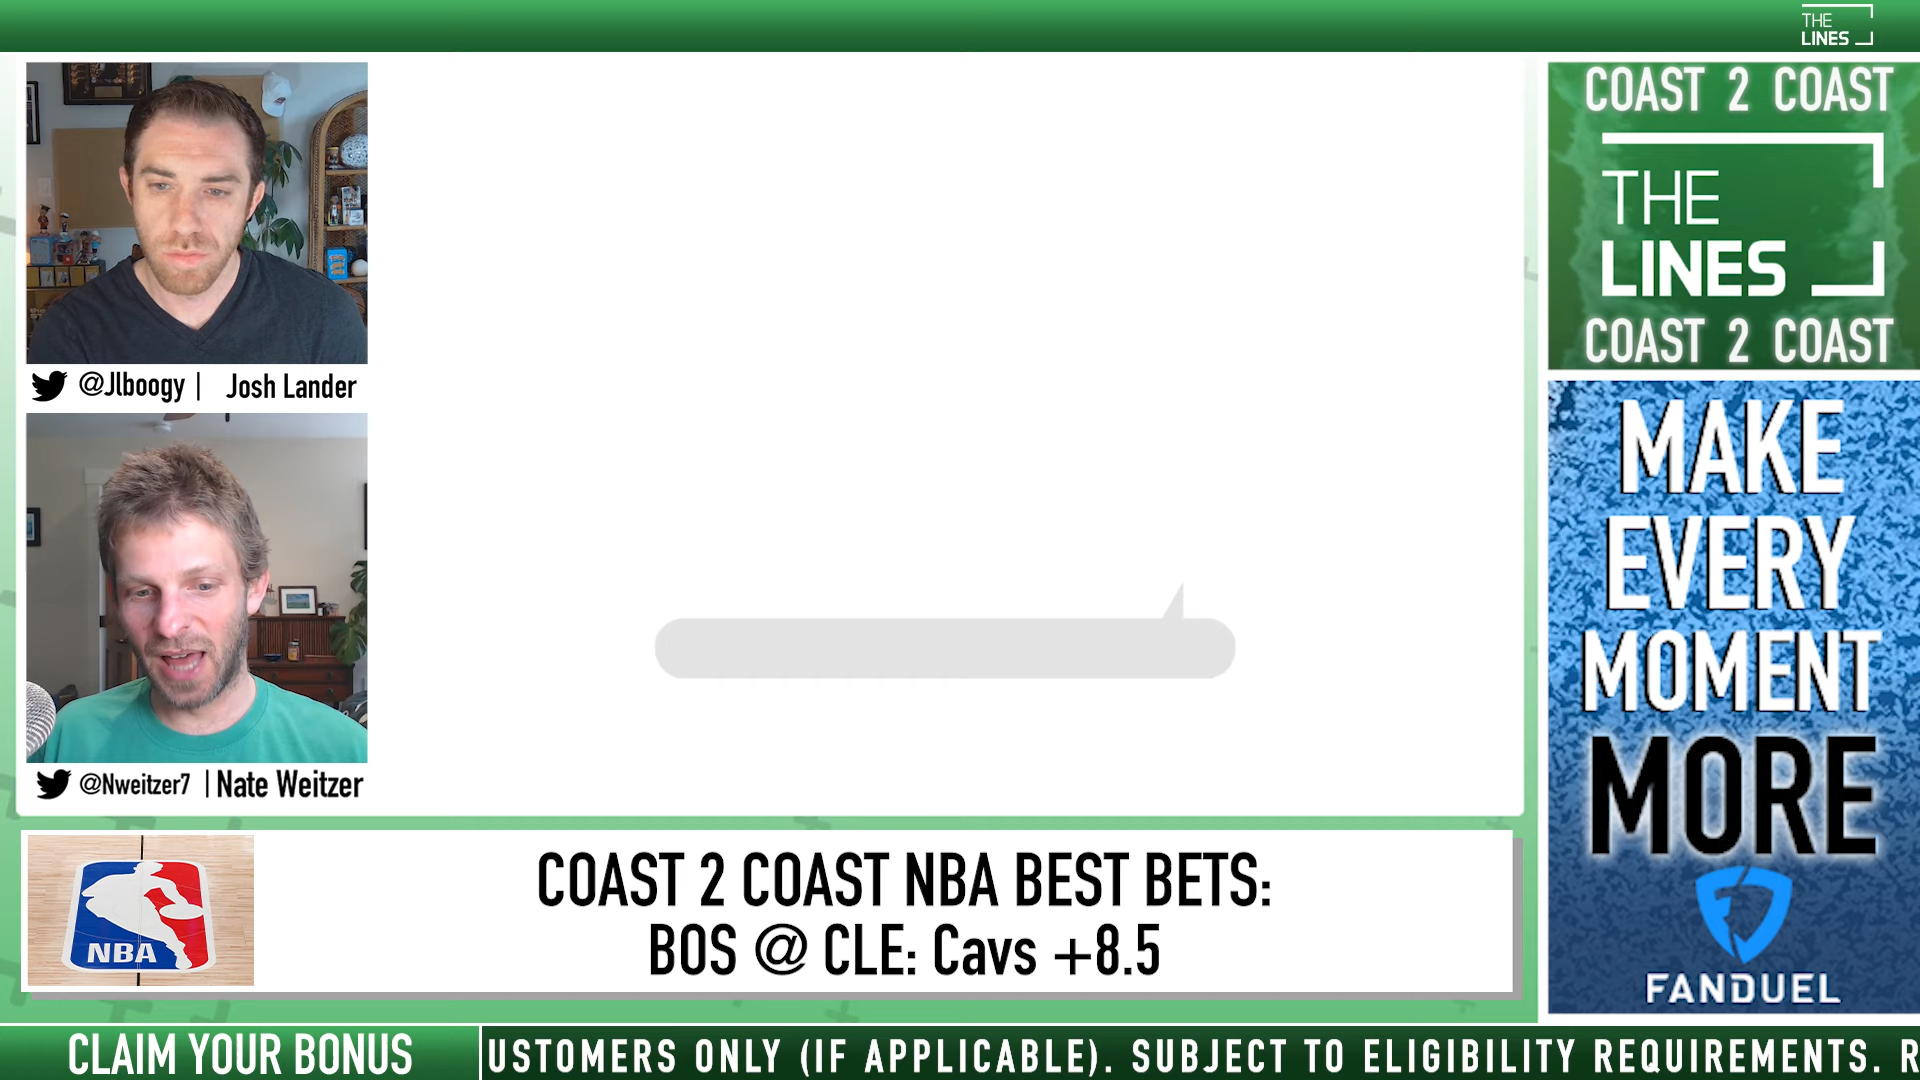 THE
LINES
@Jlboogy | Josh Lander
@Nweitzer7 | Nate Weitzer
COAST 2 COAST
THE
LINES
COAST 2 COAST
MAKE
EVERY
MOMENT
MORE
FANDUEL
NBA
COAST 2 COAST NBA BEST BETS:
BOS @ CLE: Cavs +8.5
CLAIM YOUR BONUS
USTOMERS ONLY (IF APPLICABLE). SUBJECT TO ELIGIBILITY REQUIREMENTS. R